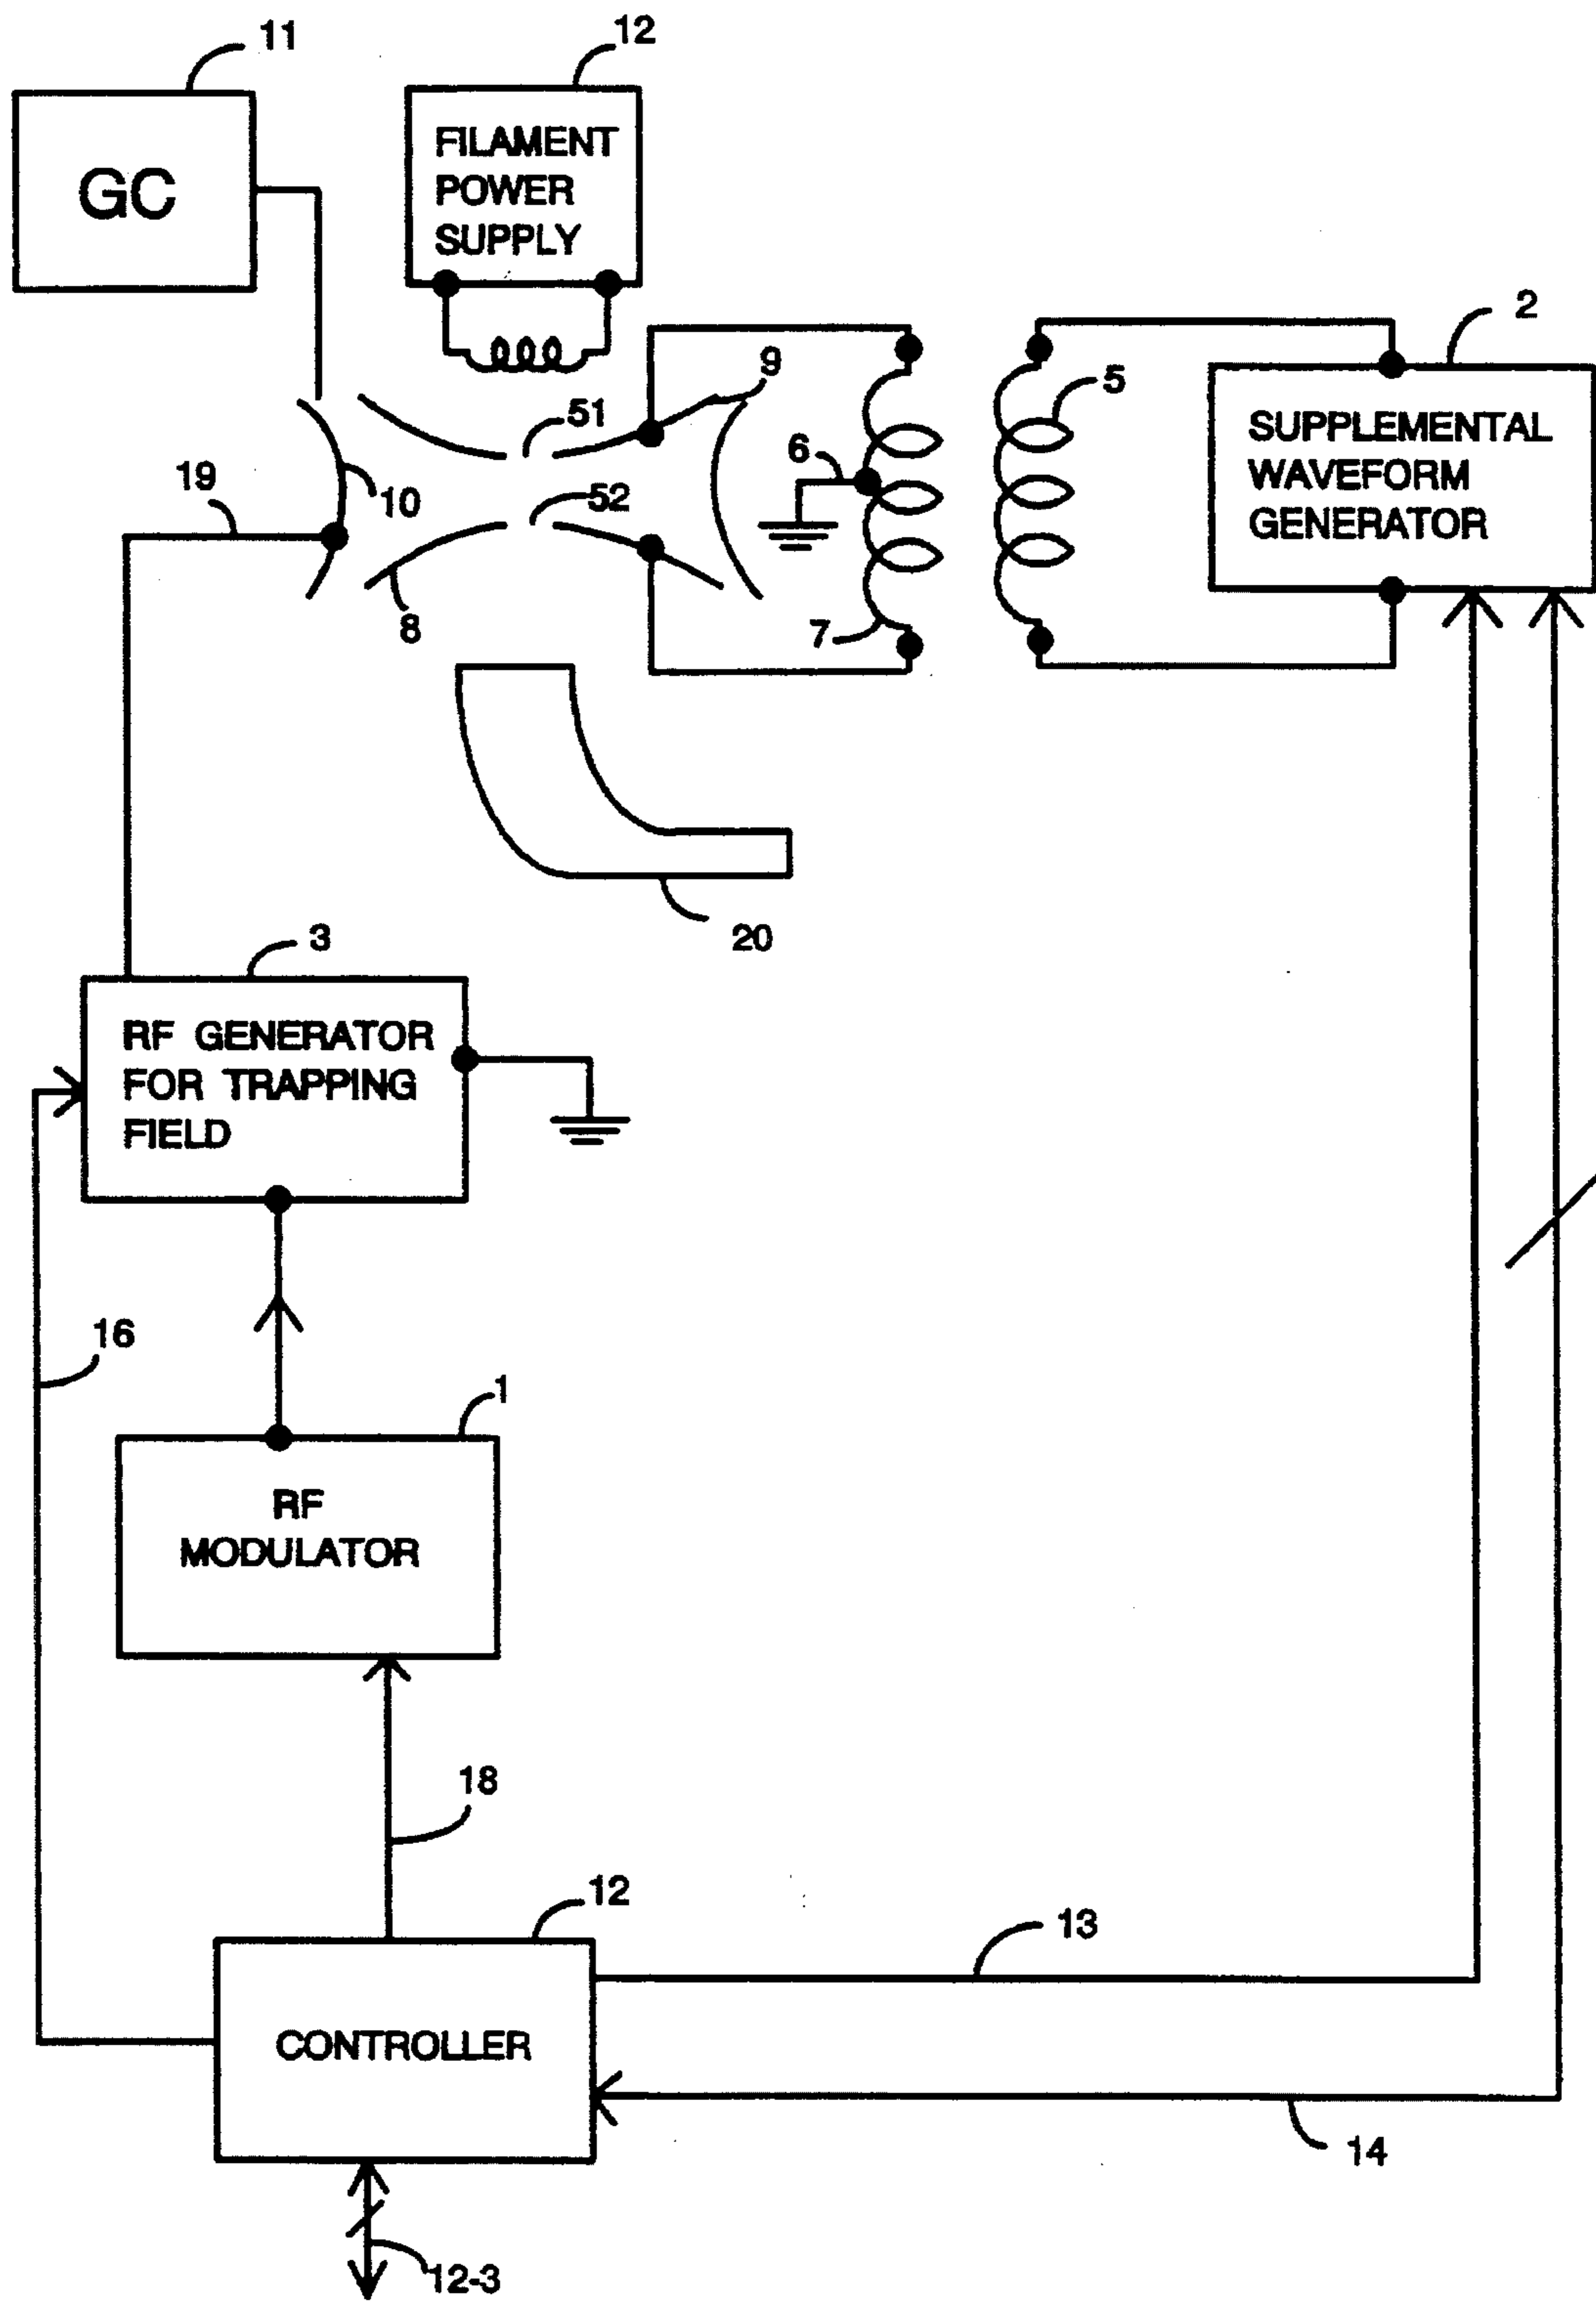 11
12
GC
FILAMENT
POWER
SUPPLY
2
9
5
51
SUPPLEMENTAL
WAVEFORM
GENERATOR
6
19
10
52
8
7
20
3
RF GENERATOR
FOR TRAPPING
FIELD
16
1
RF
MODULATOR
18
12
13
CONTROLLER
14
12-3